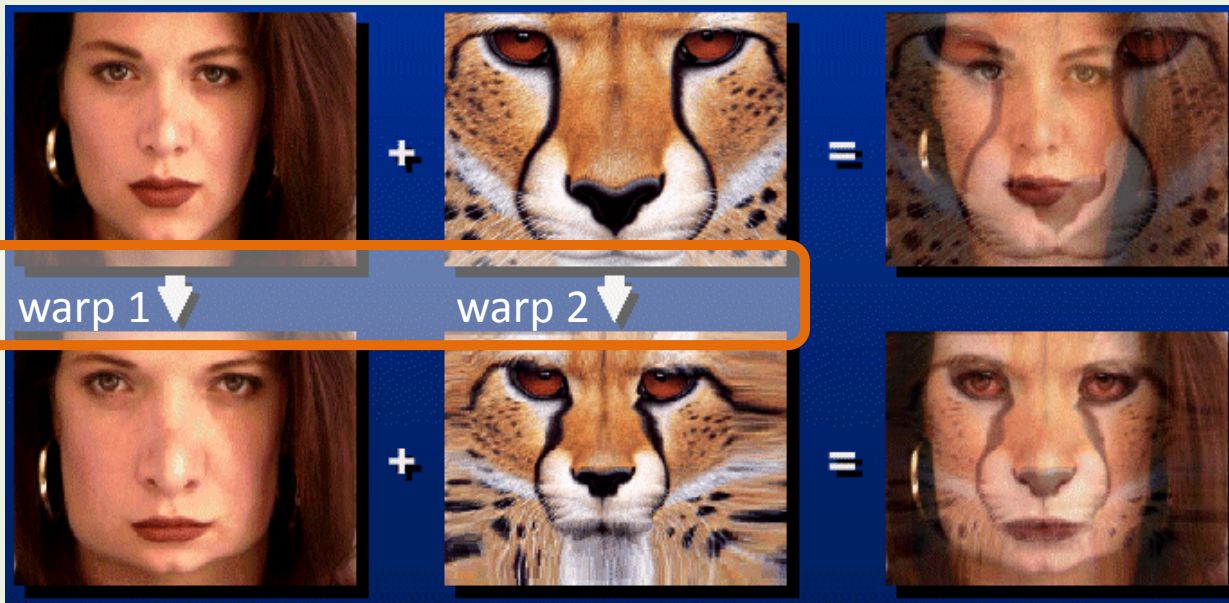 + =
warp 1 warp 2
+ =